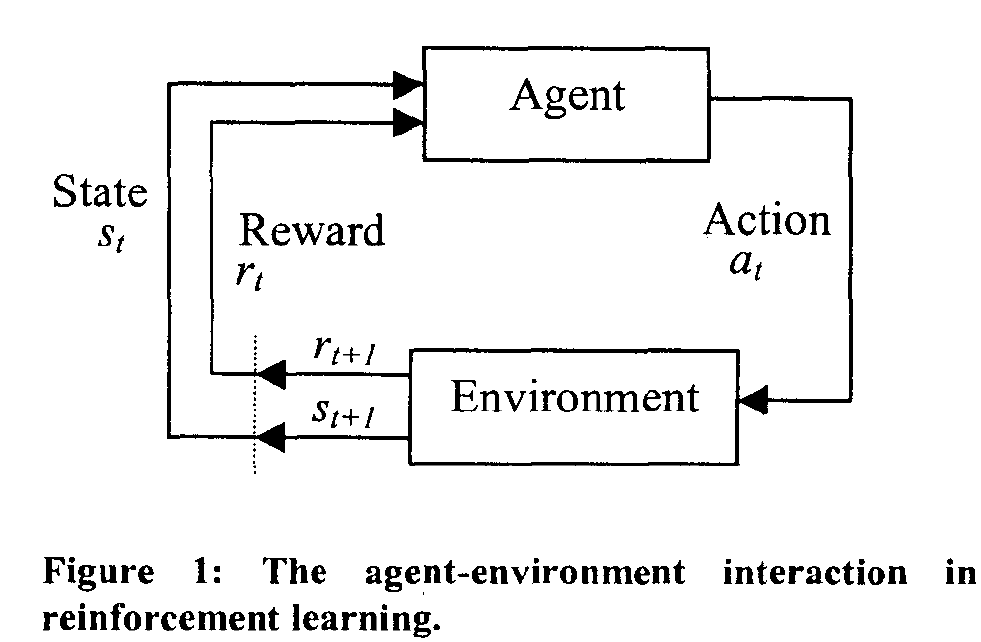 Agent
State
s_t
Reward
r_t
Action
a_t
r_{t+1}
Environment
s_{t+1}
Figure 1: The agent-environment interaction in
reinforcement learning.